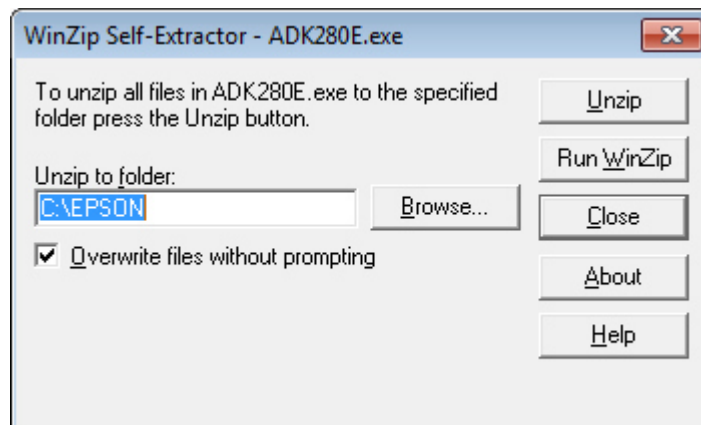 WinZip Self-Extractor - ADK280E.exe
To unzip all files in ADK280E.exe to the specified
folder press the Unzip button.
Unzip to folder:
C:\EPSON
Browse...
Overwrite files without prompting
Unzip
Run WinZip
Close
About
Help